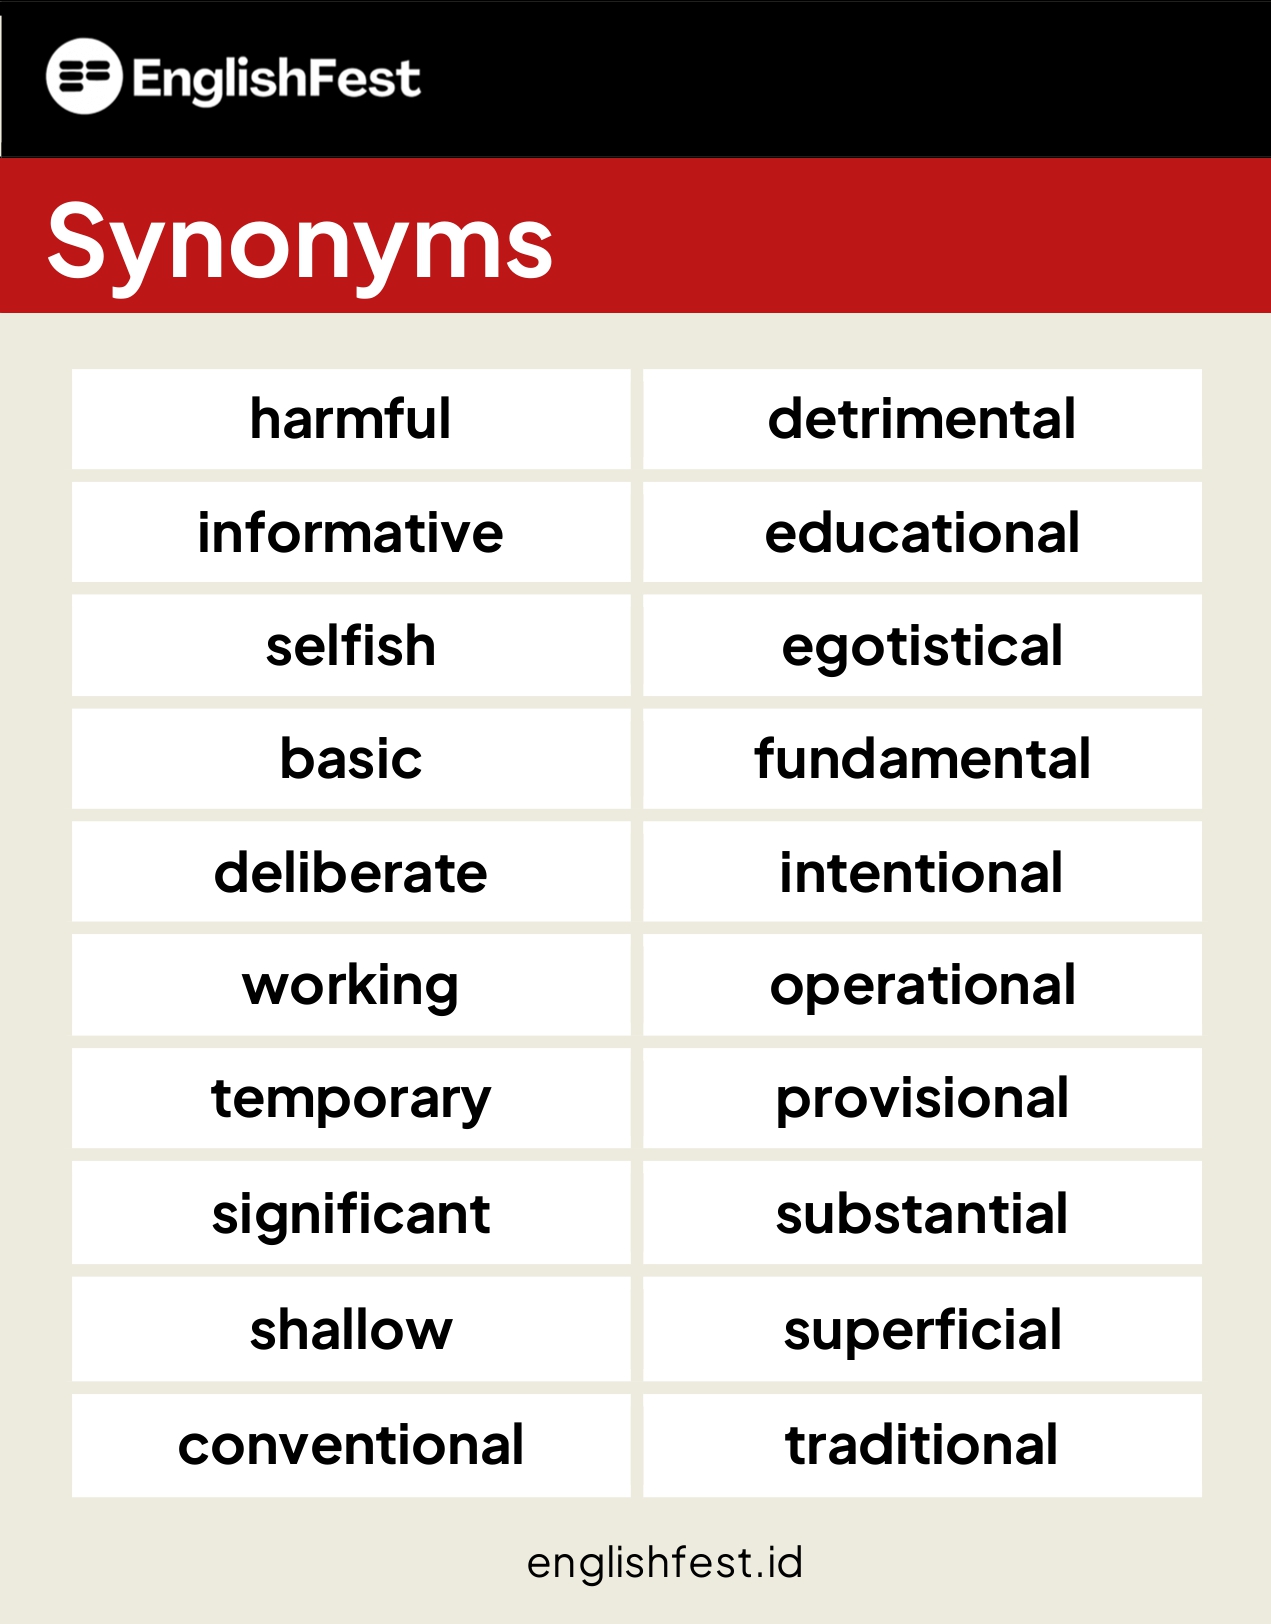 EnglishFest
Synonyms
harmful detrimental
informative educational
selfish egotistical
basic fundamental
deliberate intentional
working operational
temporary provisional
significant substantial
shallow superficial
conventional traditional
englishfest.id